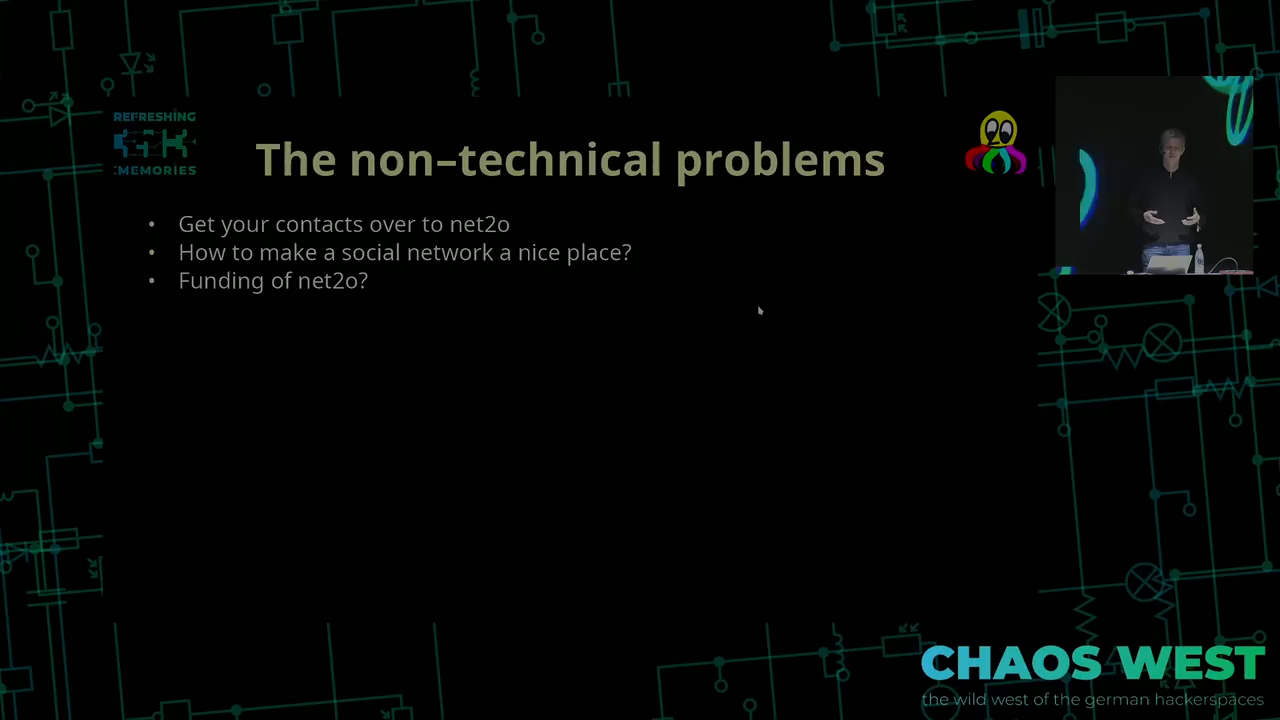 REFRESHING
MEMORIES
The non–technical problems
• Get your contacts over to net2o
• How to make a social network a nice place?
• Funding of net2o?
CHAOS WEST
the wild west of the german hackerspaces